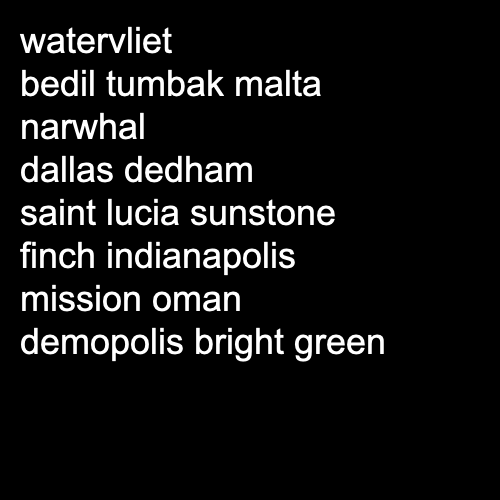 watervliet
bedil tumbak malta
narwhal
dallas dedham
saint lucia sunstone
finch indianapolis
mission oman
demopolis bright green